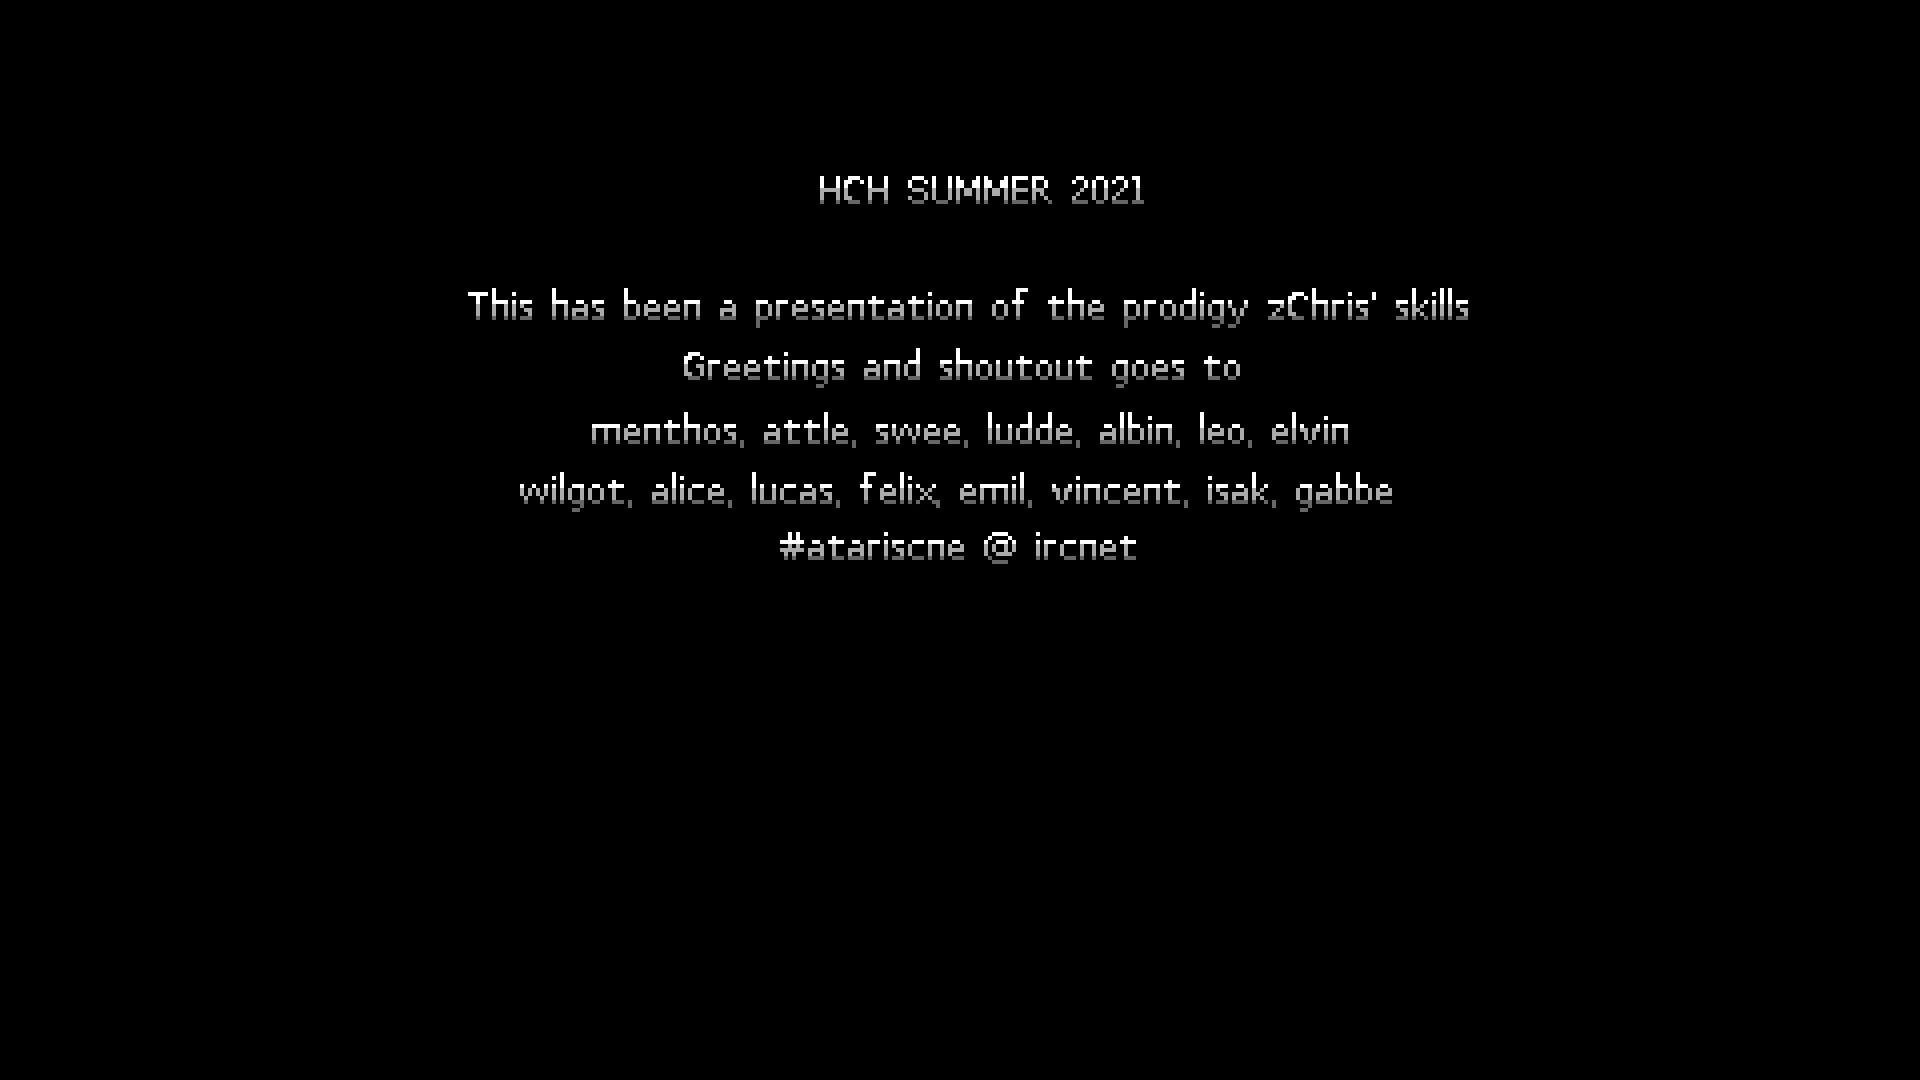 HCH SUMMER 2021
This has been a presentation of the prodigy zChris' skills
Greetings and shoutout goes to
menthos, attle, swee, ludde, albin, leo, elvin
wilgot, alice, lucas, felix, emil, vincent, isak, gabbe
#atariscne @ ircnet